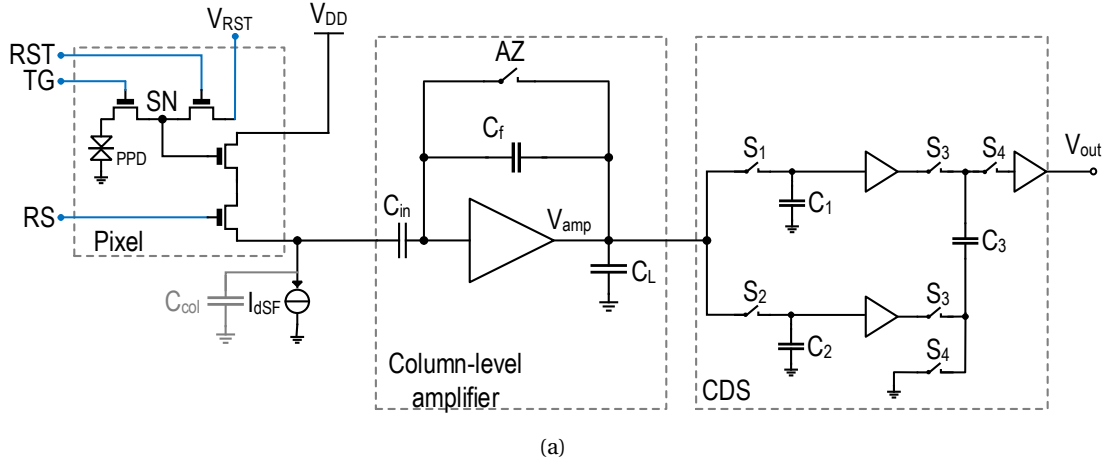 V_RST
V_DD
RST
TG
SN
PPD
RS
Pixel
C_col
I_dSF
AZ
C_f
C_in
V_amp
C_L
Column-level
amplifier
S_1
S_3
S_4
V_out
C_1
C_3
S_2
S_3
C_2
S_4
CDS
(a)